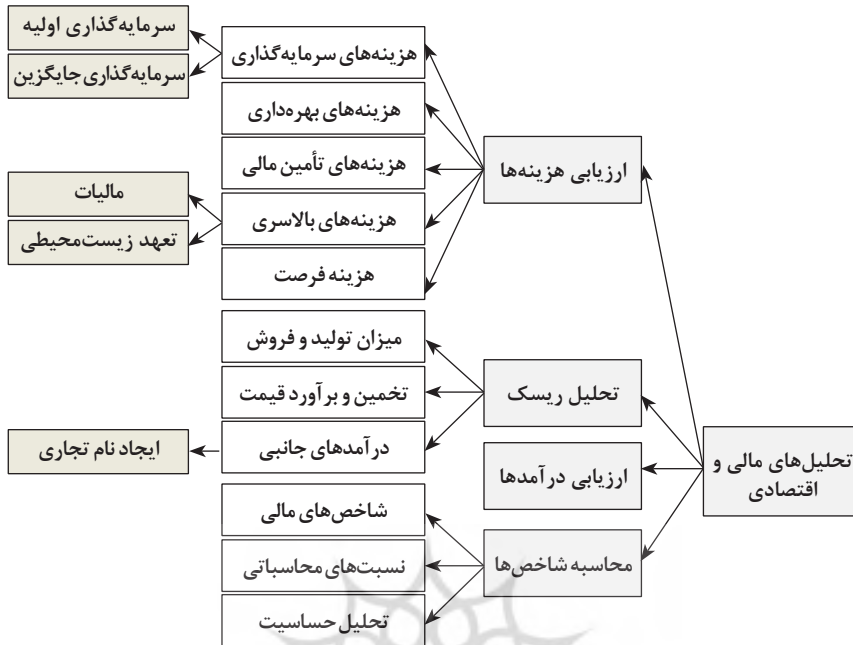 تحلیل‌های مالی و
اقتصادی
ارزیابی هزینه‌ها
هزینه‌های سرمایه‌گذاری
سرمایه‌گذاری اولیه
سرمایه‌گذاری جایگزین
هزینه‌های بهره‌داری
هزینه‌های تأمین مالی
هزینه‌های بالاسری
مالیات
تعهد زیست‌محیطی
هزینه فرصت
تحلیل ریسک
میزان تولید و فروش
تخمین و برآورد قیمت
درآمدهای جانبی
ایجاد نام تجاری
ارزیابی درآمدها
محاسبه شاخص‌ها
شاخص‌های مالی
نسبت‌های محاسباتی
تحلیل حساسیت